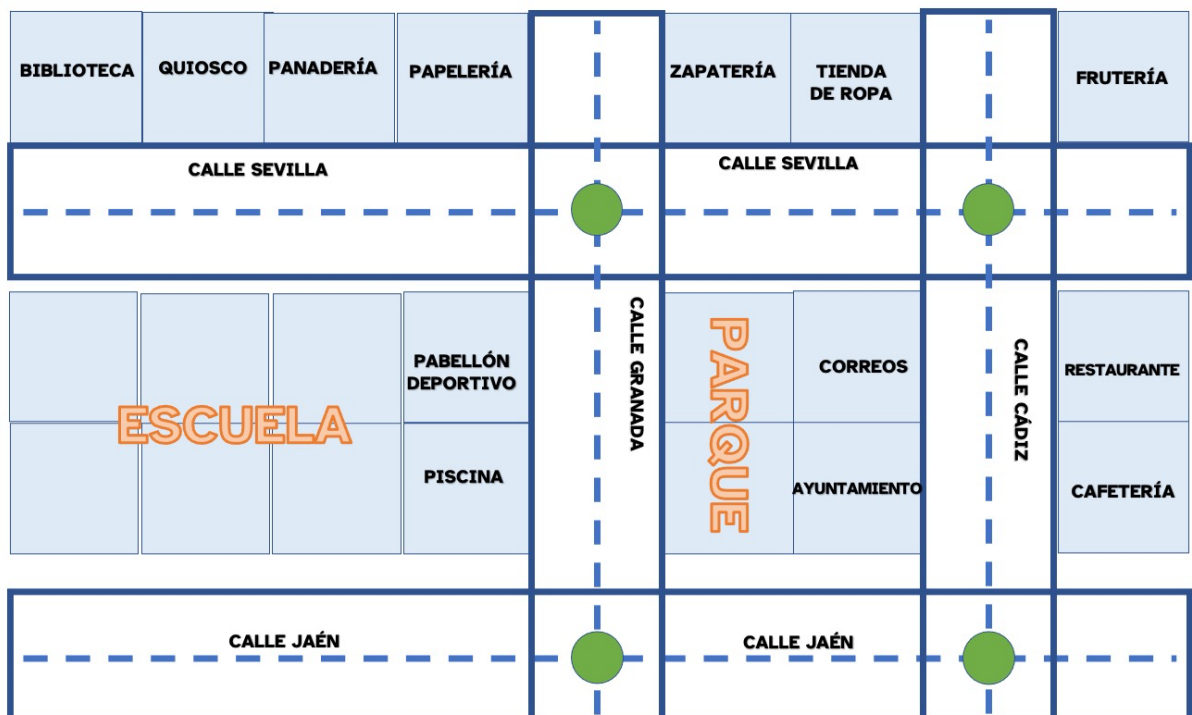 BIBLIOTECA
QUIOSCO
PANADERÍA
PAPELERÍA
ZAPATERÍA
TIENDA
DE ROPA
FRUTERÍA
CALLE SEVILLA
CALLE SEVILLA
ESCUELA
PABELLÓN
DEPORTIVO
PISCINA
CALLE GRANADA
PARQUE
CORREOS
AYUNTAMIENTO
CALLE CÁDIZ
RESTAURANTE
CAFETERÍA
CALLE JAÉN
CALLE JAÉN